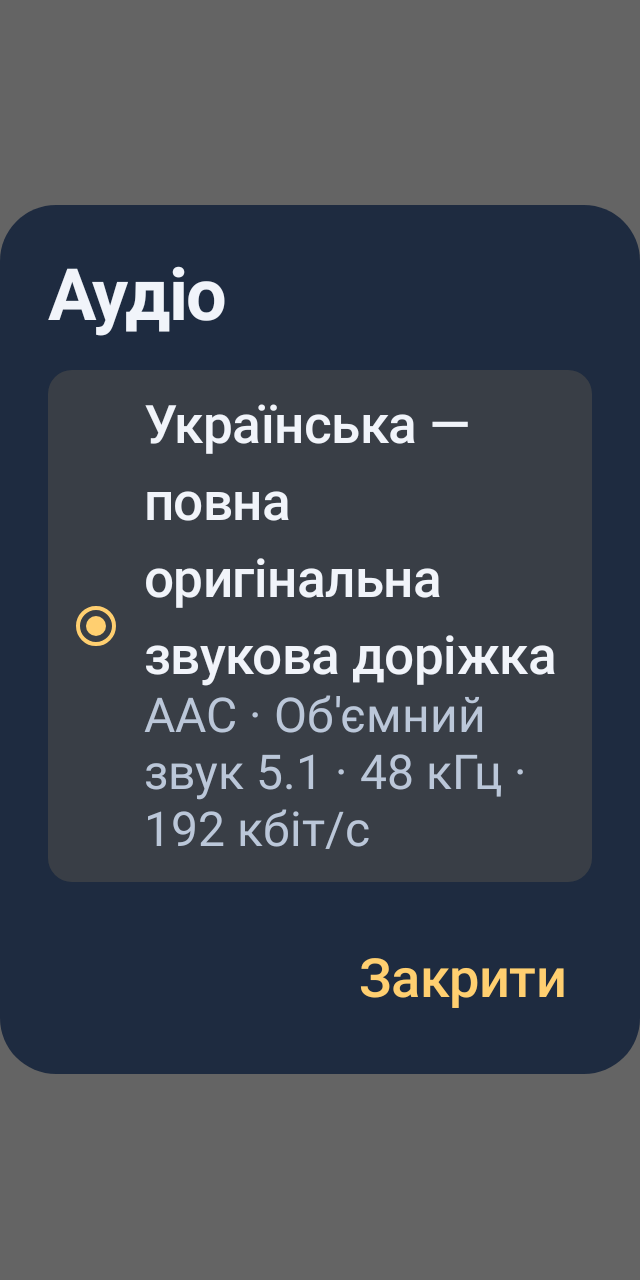 Аудіо
Українська —
повна
оригінальна
звукова доріжка
AAC · Об'ємний
звук 5.1 · 48 кГц ·
192 кбіт/с
Закрити